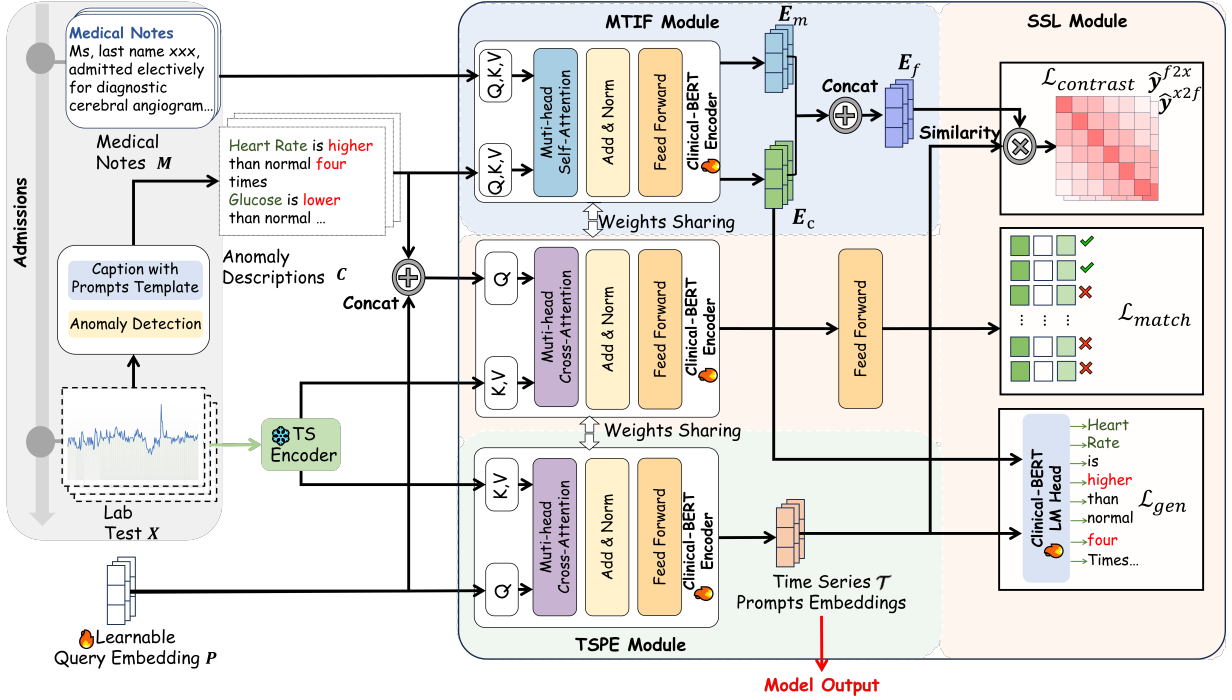 Admissions
Medical Notes
Ms, last name xxx,
admitted electively
for diagnostic
cerebral angiogram...
Medical
Notes M
Heart Rate is higher
than normal four
times
Glucose is lower
than normal ...
Anomaly
Descriptions C
Caption with
Prompts Template
Anomaly Detection
Lab
Test X
TS
Encoder
Learnable
Query Embedding P
Concat
MTIF Module
Q,K,V
Q,K,V
Muti-head
Self-Attention
Add & Norm
Feed Forward
Clinical-BERT
Encoder
E_m
E_c
Concat
E_f
Weights Sharing
Q
K,V
Muti-head
Cross-Attention
Add & Norm
Feed Forward
Clinical-BERT
Encoder
Feed Forward
Weights Sharing
K,V
Q
Muti-head
Cross-Attention
Add & Norm
Feed Forward
Clinical-BERT
Encoder
Time Series 𝒯
Prompts Embeddings
TSPE Module
Model Output
SSL Module
ℒ_contrast
ŷ^f2x
ŷ^x2f
Similarity
ℒ_match
Clinical-BERT
LM Head
Heart
Rate
is
higher
than
normal
four
Times...
ℒ_gen